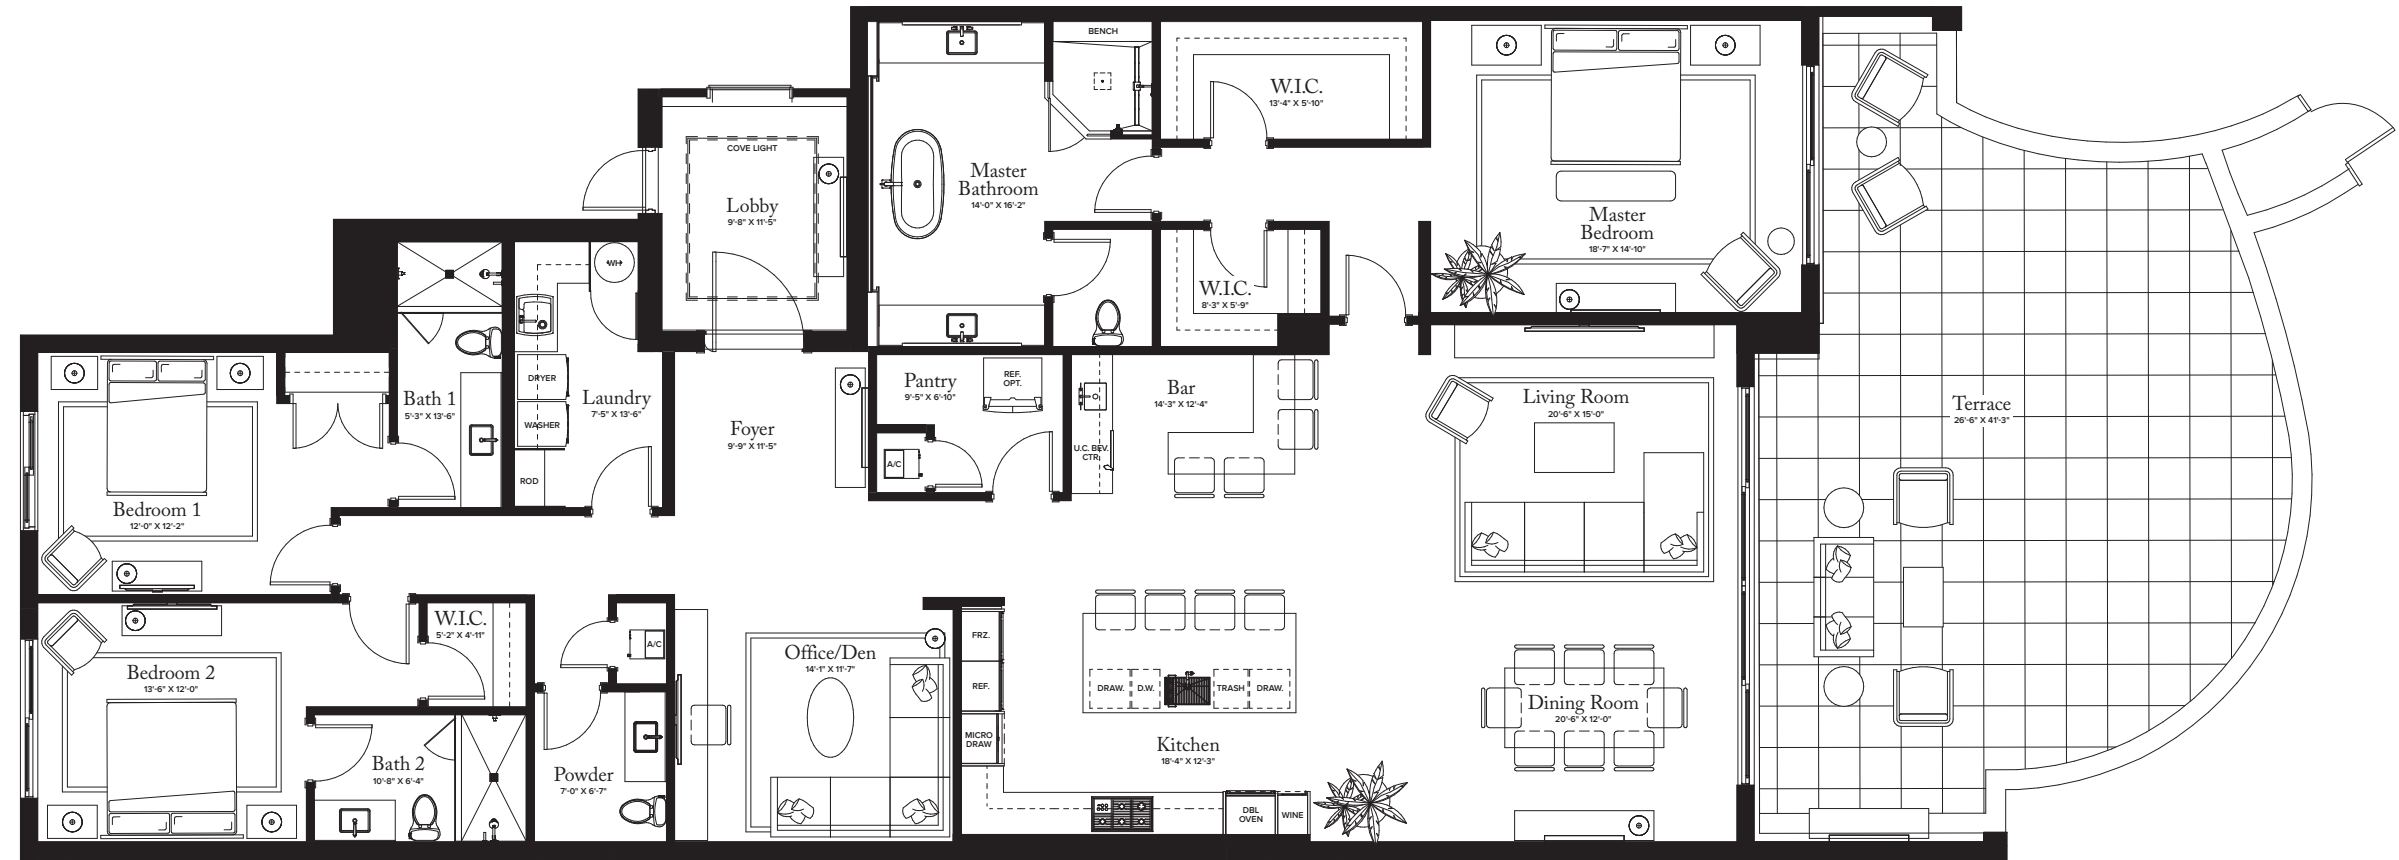 BENCH
W.I.C.
13'-4" X 5'-10"
COVE LIGHT
Lobby
9'-8" X 11'-5"
Master
Bathroom
14'-0" X 16'-2"
Master
Bedroom
18'-7" X 14'-10"
W.I.C.
8'-3" X 5'-9"
WH
DRYER
WASHER
ROD
Laundry
7'-5" X 13'-6"
Bath 1
5'-3" X 13'-6"
Bedroom 1
12'-0" X 12'-2"
Foyer
9'-9" X 11'-5"
Pantry
9'-5" X 6'-10"
REF.
OPT.
A/C
Bar
14'-3" X 12'-4"
U.C. BEV.
CTR.
Living Room
20'-6" X 15'-0"
Terrace
26'-6" X 41'-3"
W.I.C.
5'-2" X 4'-11"
Bedroom 2
13'-6" X 12'-0"
Bath 2
10'-8" X 6'-4"
A/C
Powder
7'-0" X 6'-7"
Office/Den
14'-1" X 11'-7"
FRZ.
REF.
MICRO
DRAW
DRAW.
D.W.
TRASH
DRAW.
Kitchen
18'-4" X 12'-3"
DBL
OVEN
WINE
Dining Room
20'-6" X 12'-0"